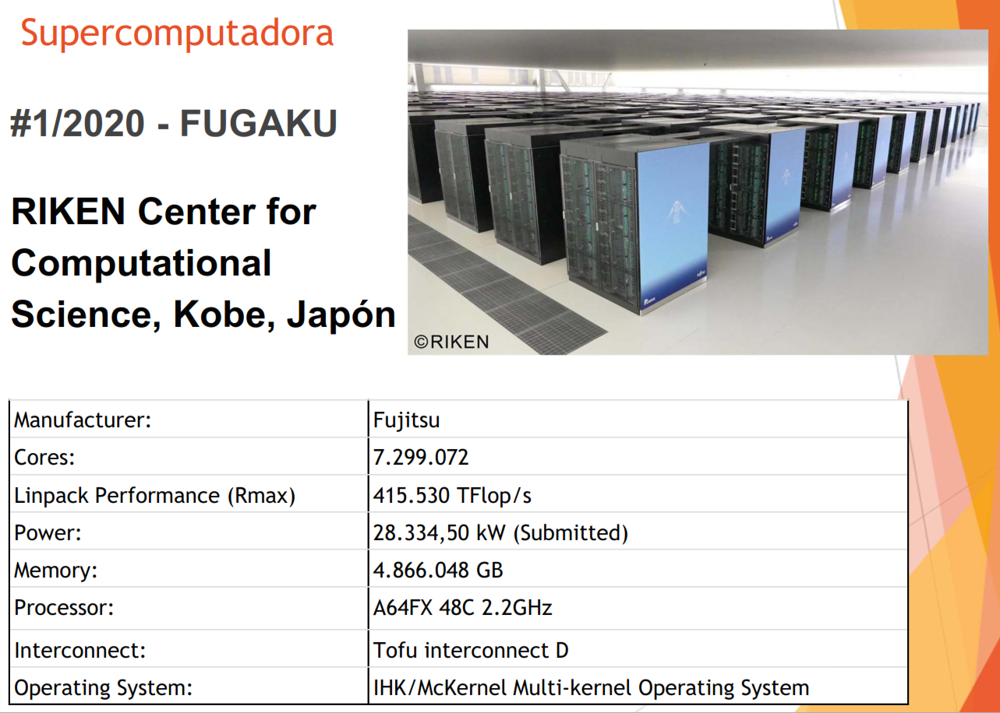 Supercomputadora
#1/2020 - FUGAKU
RIKEN Center for
Computational
Science, Kobe, Japón
©RIKEN
Manufacturer: Fujitsu
Cores: 7.299.072
Linpack Performance (Rmax) 415.530 TFlop/s
Power: 28.334,50 kW (Submitted)
Memory: 4.866.048 GB
Processor: A64FX 48C 2.2GHz
Interconnect: Tofu interconnect D
Operating System: IHK/McKernel Multi-kernel Operating System